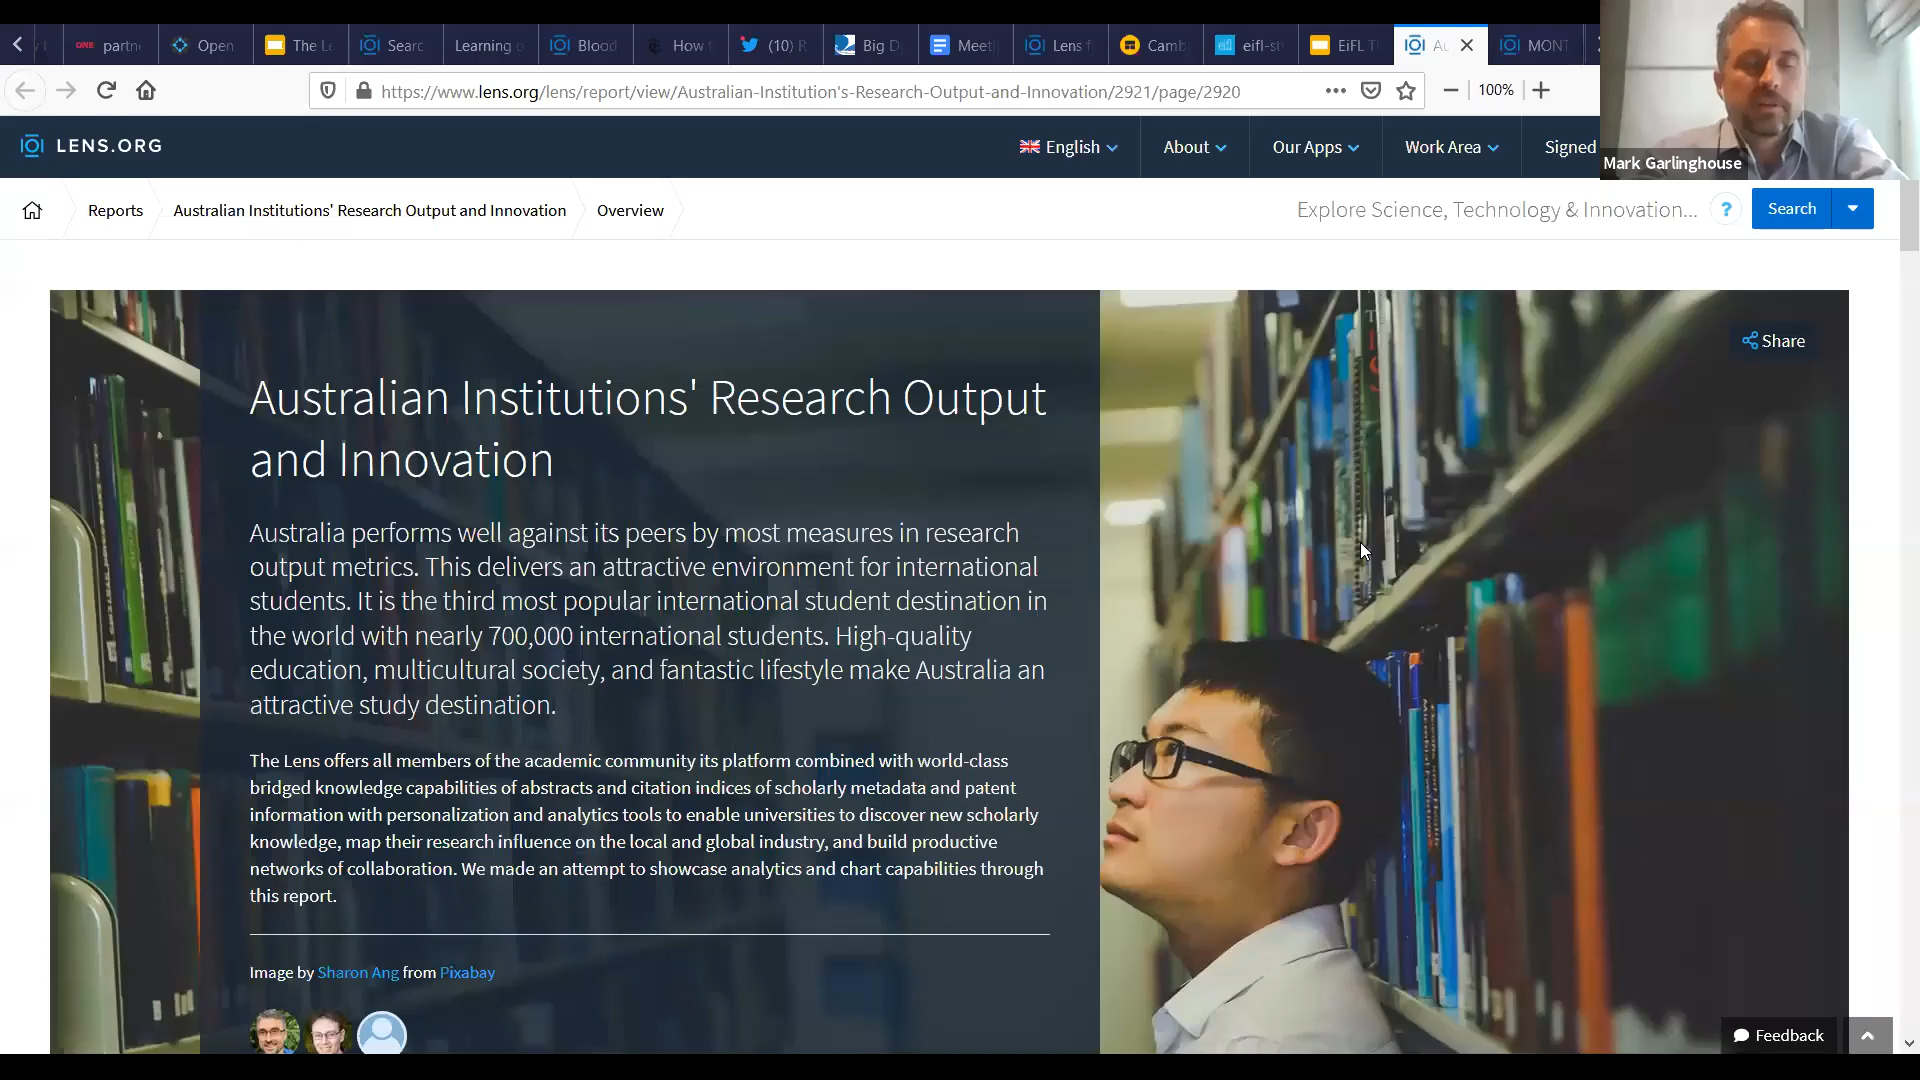 ONE partn
Open
The Le
Searc
Learning o
Blood
How t
(10) R
Big D
Meeti
Lens f
Camb
eifl eifl-st
EiFL T
Au
MONT
https://www.lens.org/lens/report/view/Australian-Institution's-Research-Output-and-Innovation/2921/page/2920
100%
LENS.ORG
English
About
Our Apps
Work Area
Signed
Mark Garlinghouse
Reports
Australian Institutions' Research Output and Innovation
Overview
Explore Science, Technology & Innovation...
?
Search
Share
Australian Institutions' Research Output
and Innovation
Australia performs well against its peers by most measures in research
output metrics. This delivers an attractive environment for international
students. It is the third most popular international student destination in
the world with nearly 700,000 international students. High-quality
education, multicultural society, and fantastic lifestyle make Australia an
attractive study destination.
The Lens offers all members of the academic community its platform combined with world-class
bridged knowledge capabilities of abstracts and citation indices of scholarly metadata and patent
information with personalization and analytics tools to enable universities to discover new scholarly
knowledge, map their research influence on the local and global industry, and build productive
networks of collaboration. We made an attempt to showcase analytics and chart capabilities through
this report.
Image by Sharon Ang from Pixabay
Feedback